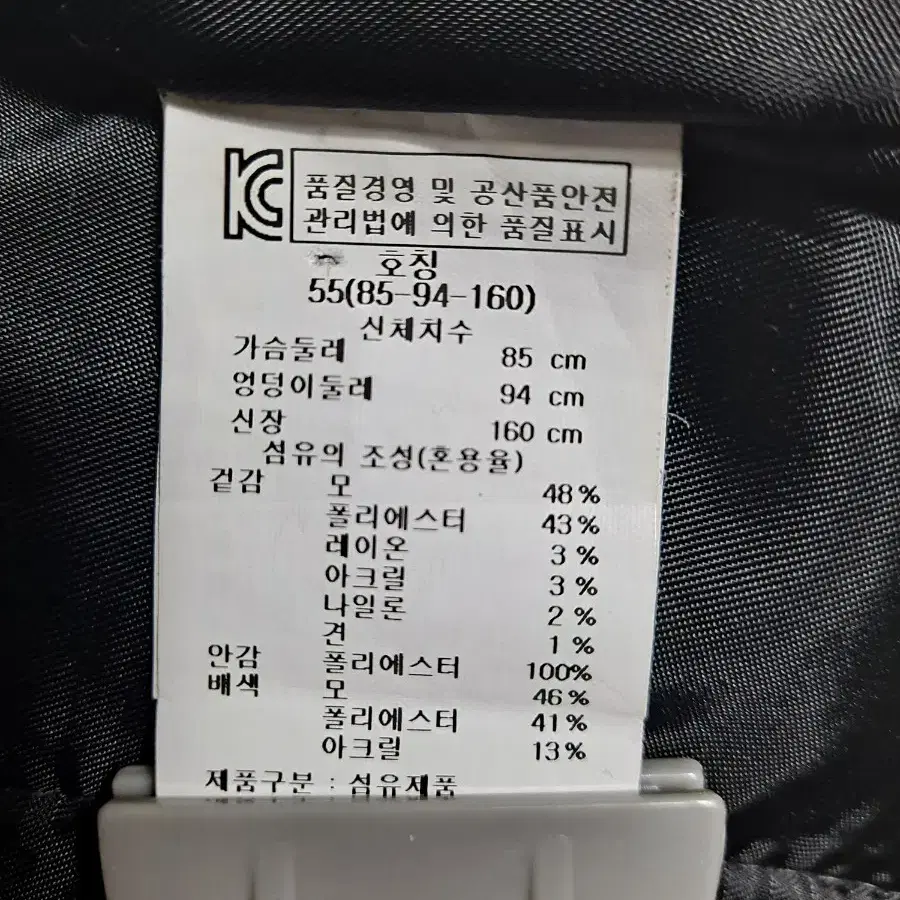 KC
품질경영 및 공산품안전
관리법에 의한 품질표시
호칭
55(85-94-160)
신체치수
가슴둘레 85 cm
엉덩이둘레 94 cm
신장 160 cm
섬유의 조성(혼용율)
겉감 모 48%
폴리에스터 43%
레이온 3%
아크릴 3%
나일론 2%
견 1%
안감 폴리에스터 100%
배색 모 46%
폴리에스터 41%
아크릴 13%
제품구분 : 섬유제품